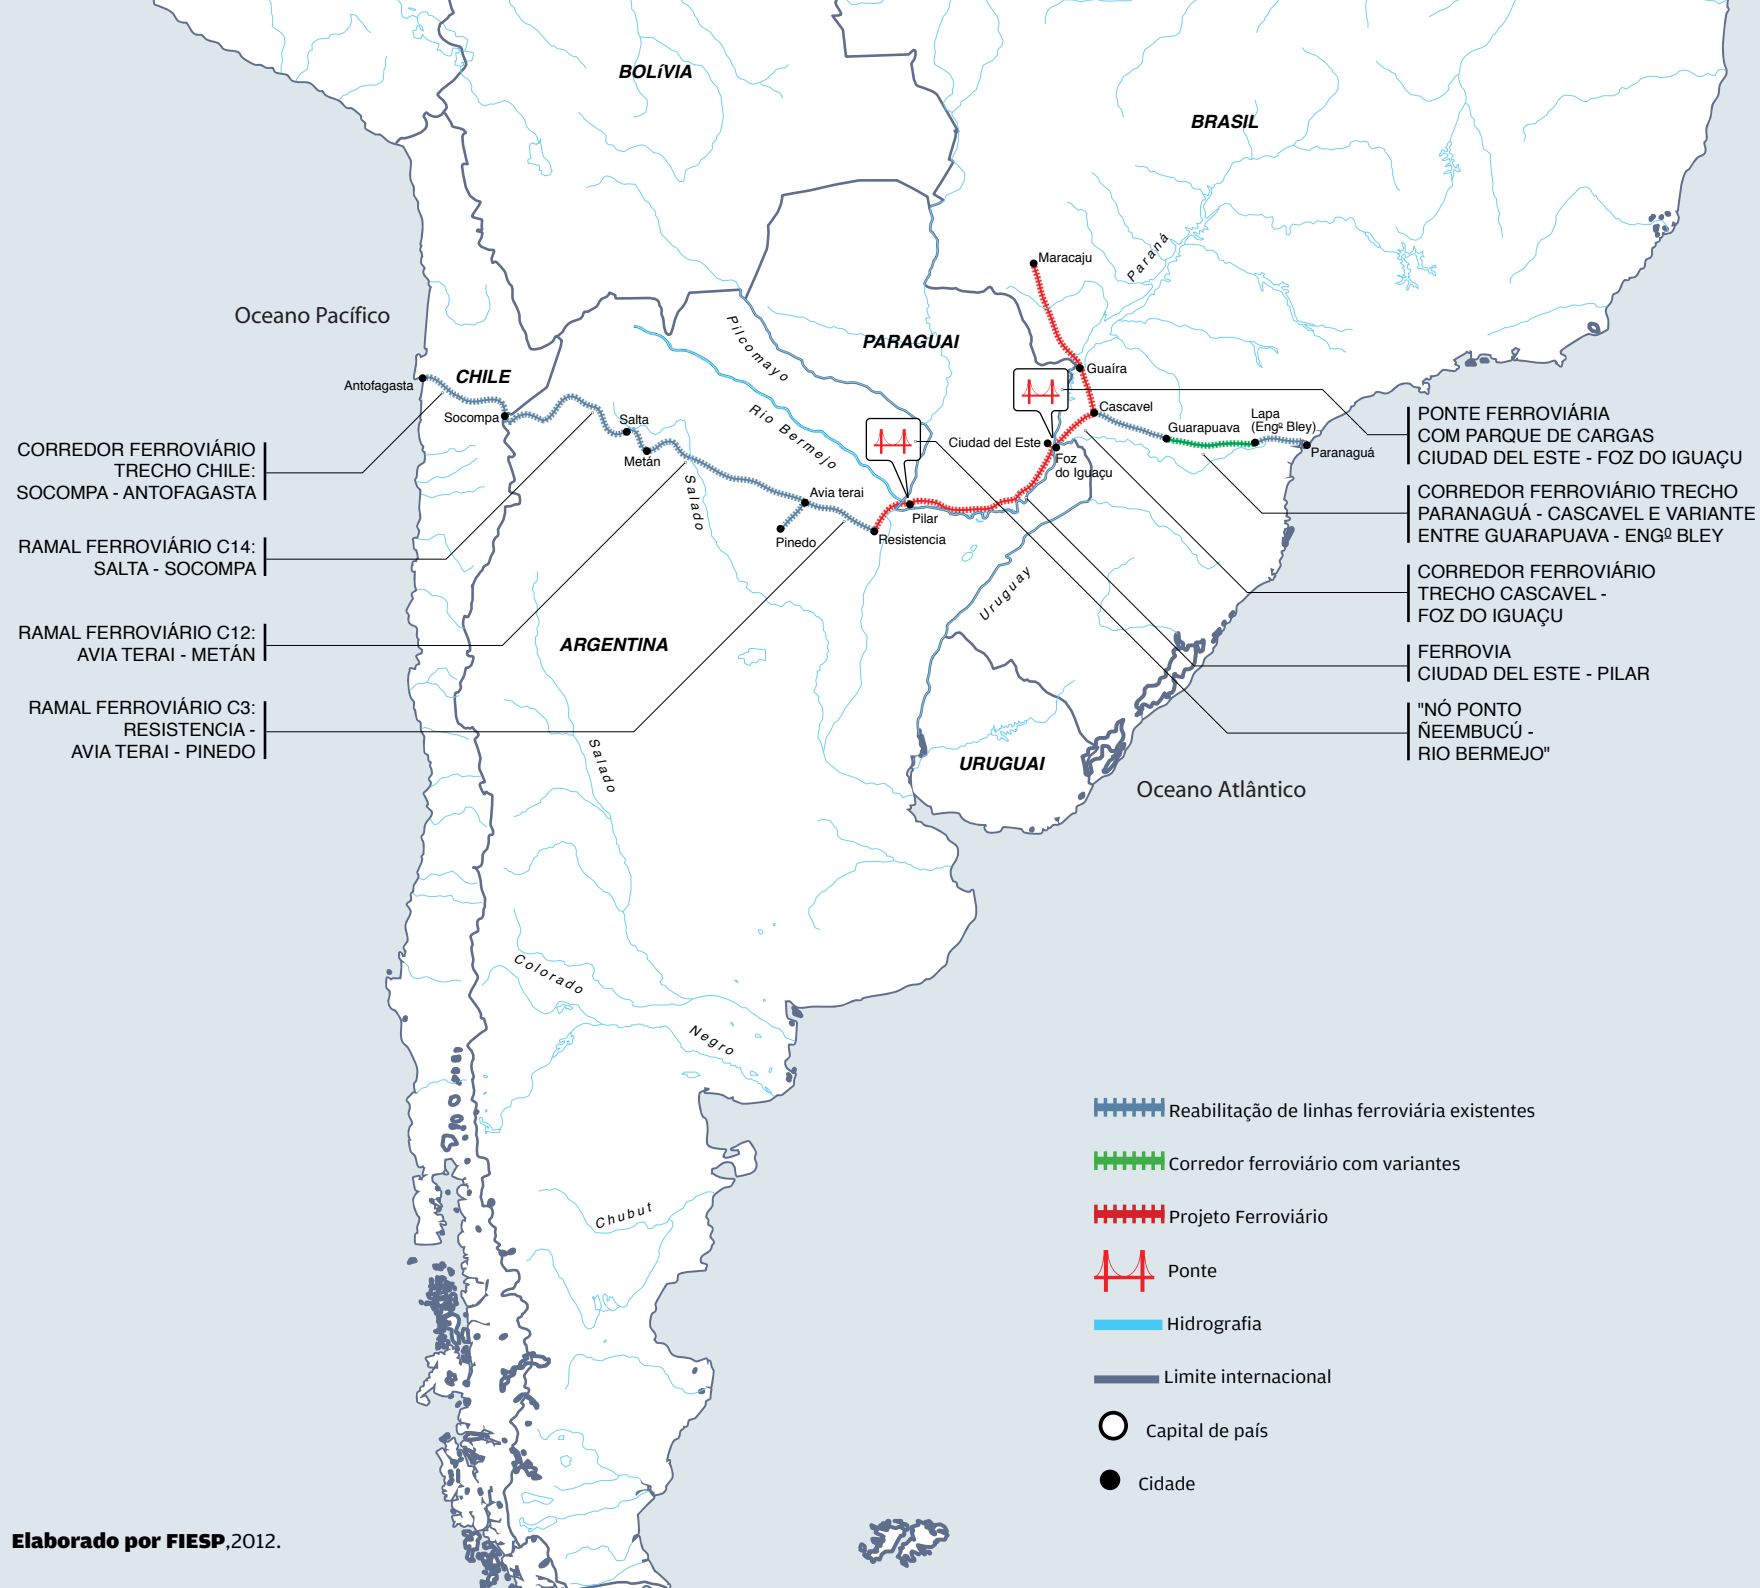 BOLíVIA
BRASIL
Maracaju
Paraná
Oceano Pacífico
Pilcomayo
PARAGUAI
Guaíra
Antofagasta
CHILE
Socompa
Salta
Metán
Rio Bermejo
Cascavel
Guarapuava
Lapa
(Engº Bley)
Paranaguá
Ciudad del Este
Foz
do Iguaçu
Salado
Avia terai
Pinedo
Pilar
Resistencia
CORREDOR FERROVIÁRIO
TRECHO CHILE:
SOCOMPA - ANTOFAGASTA
RAMAL FERROVIÁRIO C14:
SALTA - SOCOMPA
RAMAL FERROVIÁRIO C12:
AVIA TERAI - METÁN
RAMAL FERROVIÁRIO C3:
RESISTENCIA -
AVIA TERAI - PINEDO
PONTE FERROVIÁRIA
COM PARQUE DE CARGAS
CIUDAD DEL ESTE - FOZ DO IGUAÇU
CORREDOR FERROVIÁRIO TRECHO
PARANAGUÁ - CASCAVEL E VARIANTE
ENTRE GUARAPUAVA - ENGº BLEY
CORREDOR FERROVIÁRIO
TRECHO CASCAVEL -
FOZ DO IGUAÇU
FERROVIA
CIUDAD DEL ESTE - PILAR
"NÓ PONTO
ÑEEMBUCÚ -
RIO BERMEJO"
Uruguay
ARGENTINA
Salado
URUGUAI
Oceano Atlântico
Colorado
Negro
Chubut
Reabilitação de linhas ferroviária existentes
Corredor ferroviário com variantes
Projeto Ferroviário
Ponte
Hidrografia
Limite internacional
Capital de país
Cidade
Elaborado por FIESP,2012.